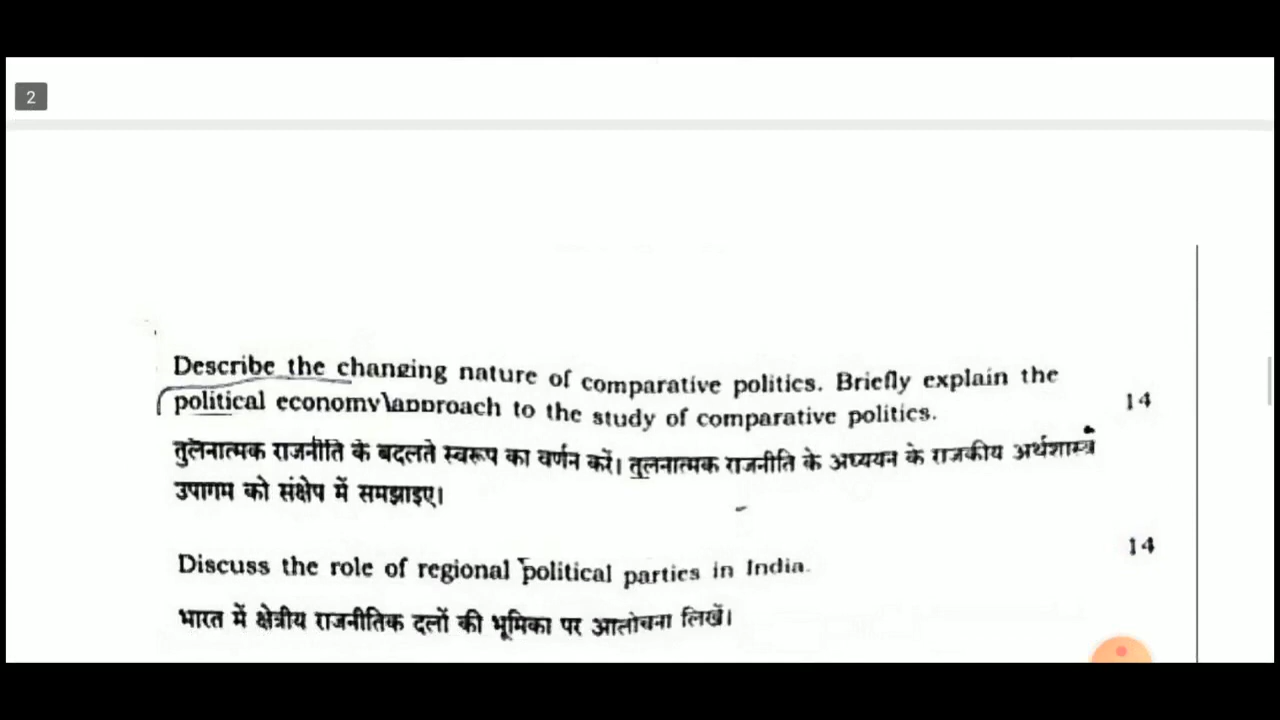 2
Describe the changing nature of comparative politics. Briefly explain the
political economy approach to the study of comparative politics.
14
तुलनात्मक राजनीति के बदलते स्वरूप का वर्णन करें। तुलनात्मक राजनीति के अध्ययन के राजकीय अर्थशास्त्र
उपागम को संक्षेप में समझाइए।
14
Discuss the role of regional political parties in India.
भारत में क्षेत्रीय राजनीतिक दलों की भूमिका पर आलोचना लिखें।